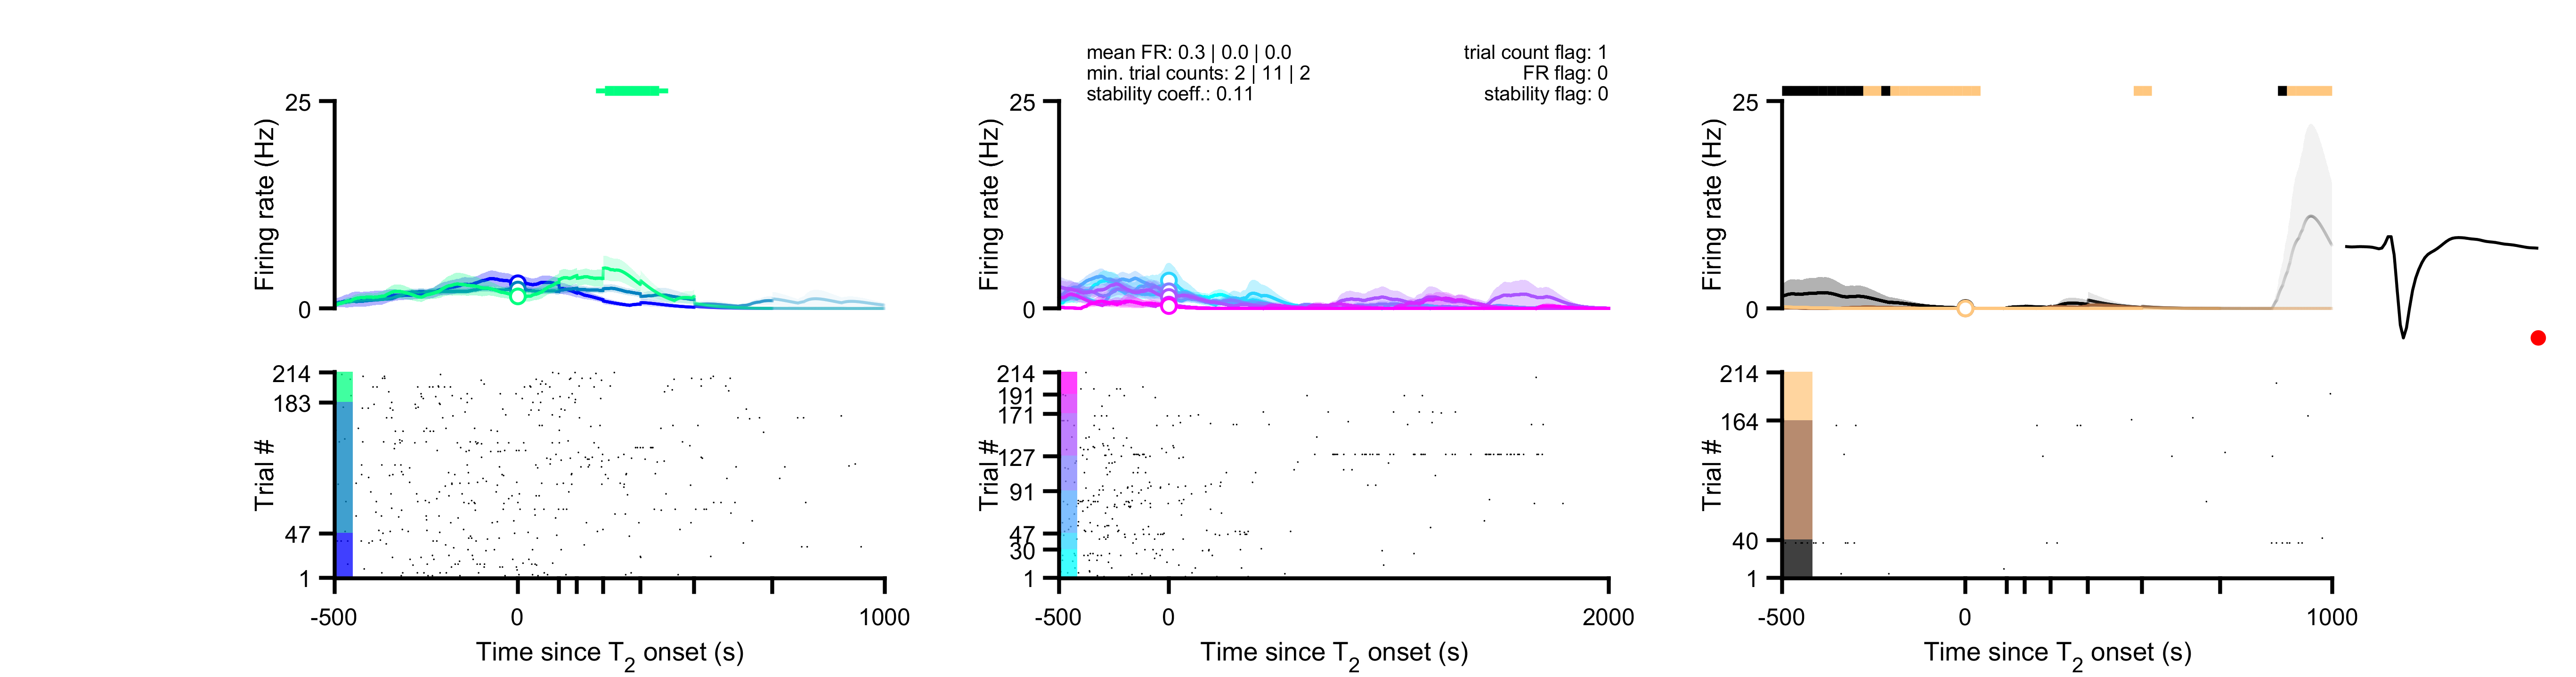 mean FR: 0.3 | 0.0 | 0.0
min. trial counts: 2 | 11 | 2
stability coeff.: 0.11
trial count flag: 1
FR flag: 0
stability flag: 0
25
Firing rate (Hz)
0
25
Firing rate (Hz)
0
25
Firing rate (Hz)
0
214
183
Trial #
47
1
-500
0
1000
Time since T2 onset (s)
214
191
171
127
Trial #
91
47
30
1
-500
0
2000
Time since T2 onset (s)
214
164
Trial #
40
1
-500
0
1000
Time since T2 onset (s)